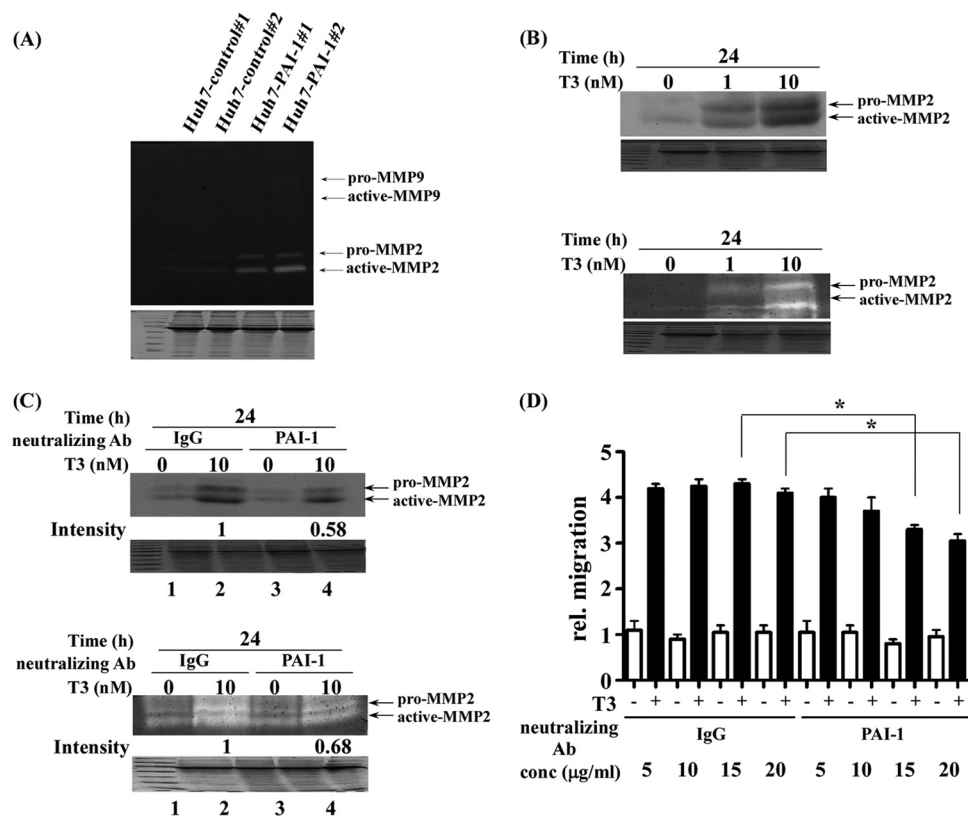 (A)
Huh7-control#1
Huh7-control#2
Huh7-PAI-1#1
Huh7-PAI-1#2
pro-MMP9
active-MMP9
pro-MMP2
active-MMP2
(B)
Time (h) 24
T3 (nM) 0 1 10
pro-MMP2
active-MMP2
Time (h) 24
T3 (nM) 0 1 10
pro-MMP2
active-MMP2
(C)
Time (h) 24
neutralizing Ab IgG PAI-1
T3 (nM) 0 10 0 10
pro-MMP2
active-MMP2
Intensity 1 0.58
1 2 3 4
Time (h) 24
neutralizing Ab IgG PAI-1
T3 (nM) 0 10 0 10
pro-MMP2
active-MMP2
Intensity 1 0.68
1 2 3 4
(D)
*
*
rel. migration
5
4
3
2
1
0
T3 - + - + - + - + - + - + - + - +
neutralizing Ab IgG PAI-1
conc (µg/ml) 5 10 15 20 5 10 15 20